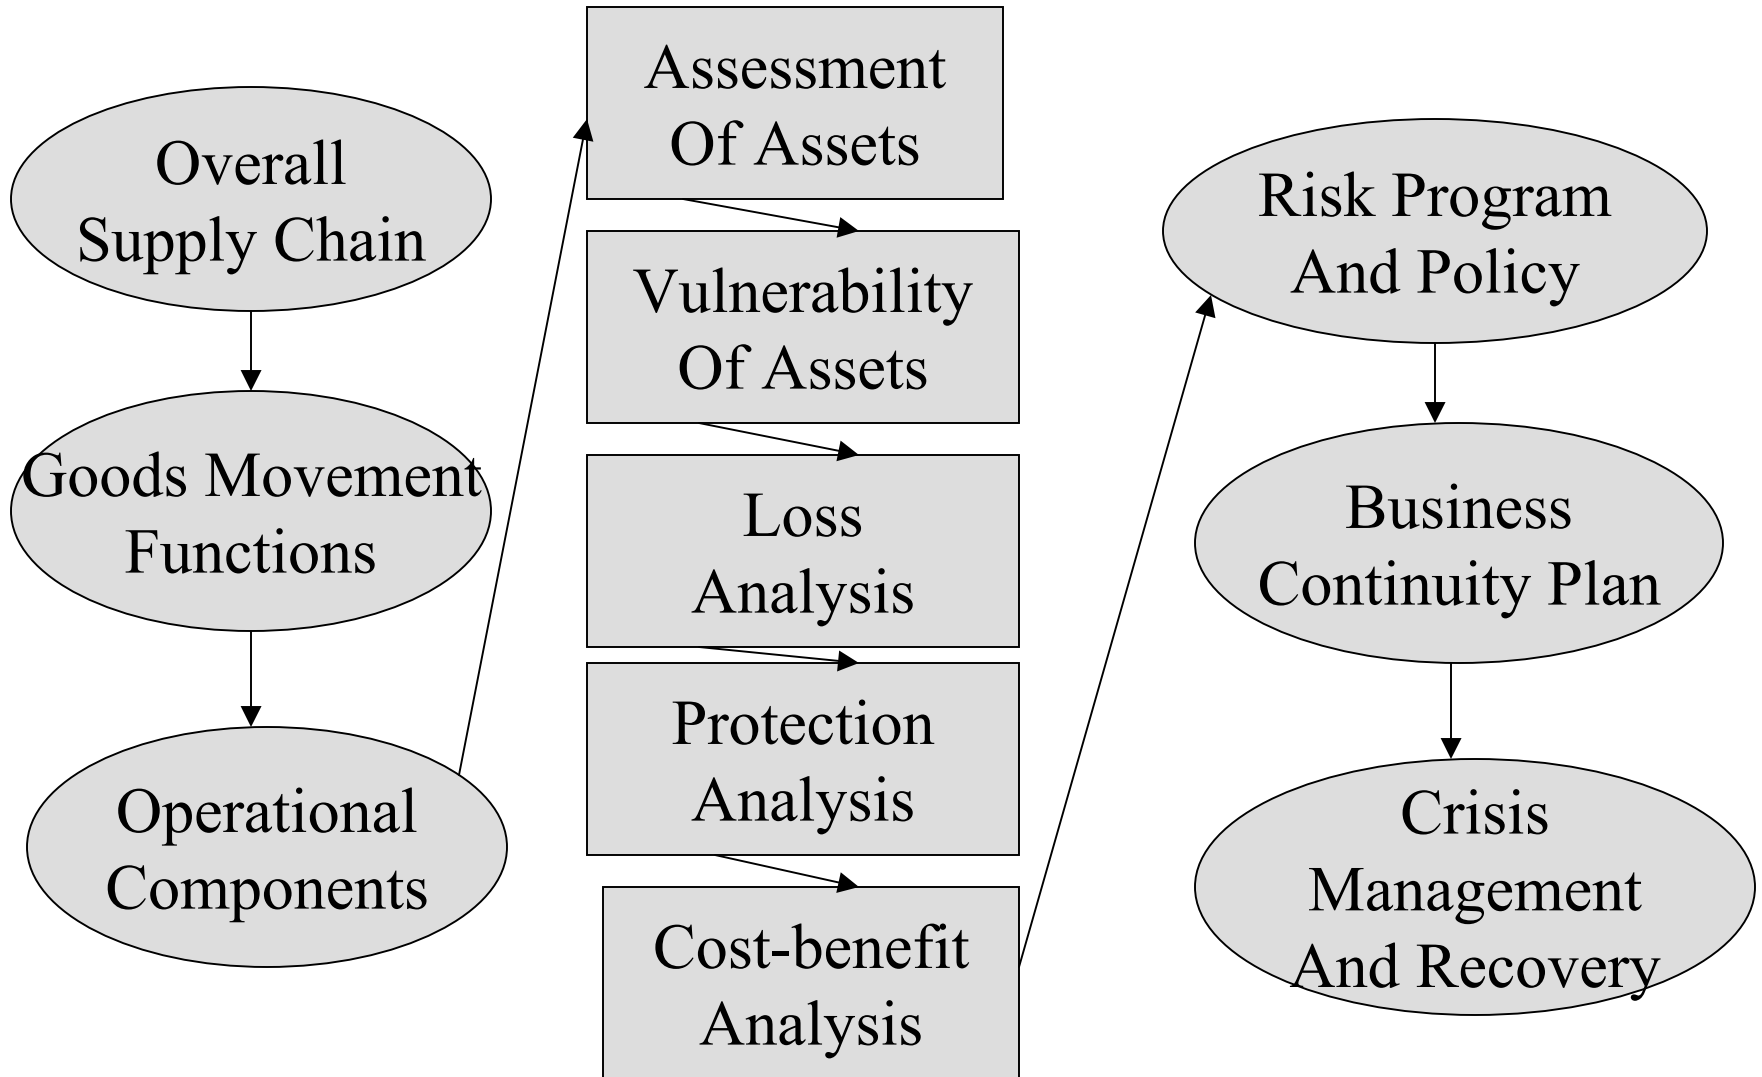 Overall
Supply Chain
Goods Movement
Functions
Operational
Components
Assessment
Of Assets
Vulnerability
Of Assets
Loss
Analysis
Protection
Analysis
Cost-benefit
Analysis
Risk Program
And Policy
Business
Continuity Plan
Crisis
Management
And Recovery